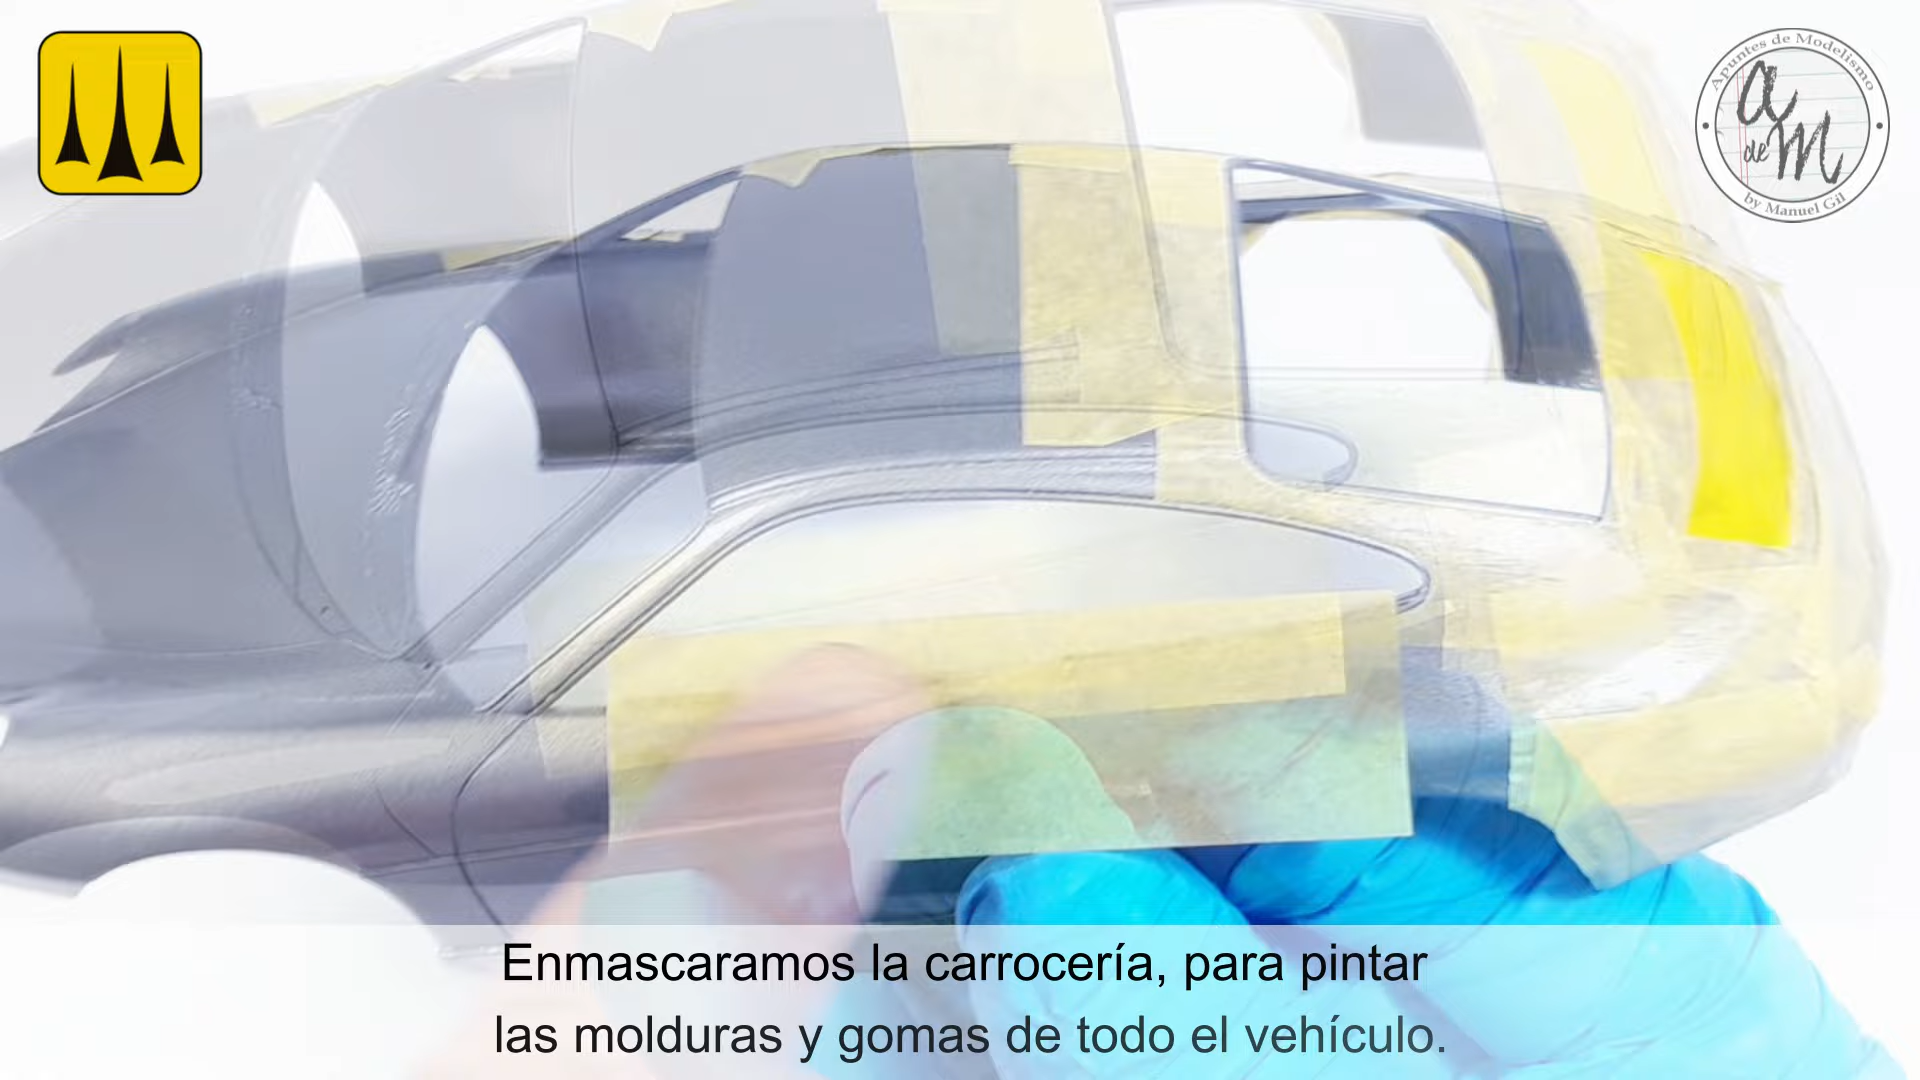 Apuntes de Modelismo
a
de m
by Manuel Gil
Enmascaramos la carrocería, para pintar
las molduras y gomas de todo el vehículo.